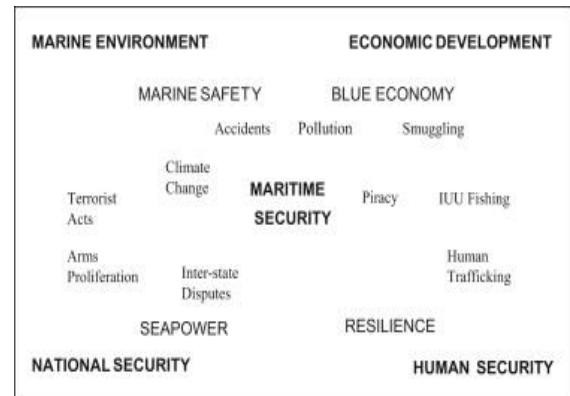 MARINE ENVIRONMENT ECONOMIC DEVELOPMENT
MARINE SAFETY BLUE ECONOMY
Accidents Pollution Smuggling
Climate
Change
MARITIME
SECURITY
Piracy IUU Fishing
Terrorist
Acts
Arms
Proliferation
Inter-state
Disputes
Human
Trafficking
SEAPOWER RESILIENCE
NATIONAL SECURITY HUMAN SECURITY